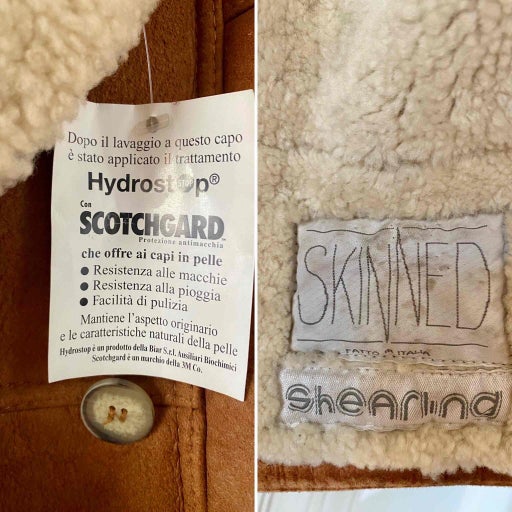 Dopo il lavaggio a questo capo
è stato applicato il trattamento
HydrostOp®
STOP
Con
SCOTCHGARD™
Protezione antimacchia
che offre ai capi in pelle
● Resistenza alle macchie
● Resistenza alla pioggia
● Facilità di pulizia
Mantiene l'aspetto originario
e le caratteristiche naturali della pelle
Hydrostop è un prodotto della Biar S.r.l. Ausiliari Biochimici
Scotchgard è un marchio della 3M Co.
SKINNED
FATTO IN ITALIA
Shearling